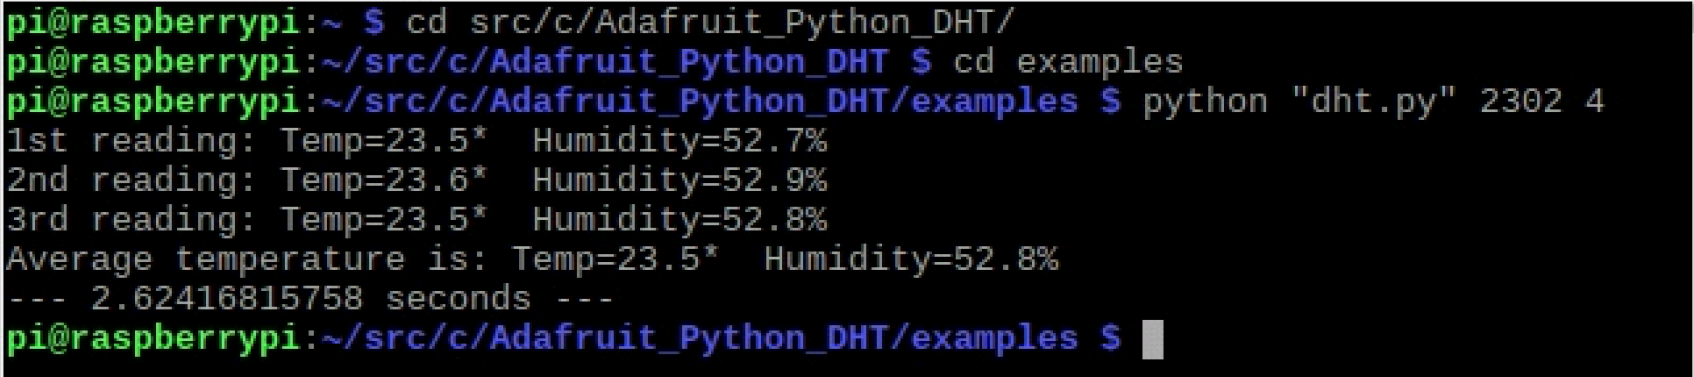 pi@raspberrypi:~ $ cd src/c/Adafruit_Python_DHT/
pi@raspberrypi:~/src/c/Adafruit_Python_DHT $ cd examples
pi@raspberrypi:~/src/c/Adafruit_Python_DHT/examples $ python "dht.py" 2302 4
1st reading: Temp=23.5*  Humidity=52.7%
2nd reading: Temp=23.6*  Humidity=52.9%
3rd reading: Temp=23.5*  Humidity=52.8%
Average temperature is: Temp=23.5*  Humidity=52.8%
--- 2.62416815758 seconds ---
pi@raspberrypi:~/src/c/Adafruit_Python_DHT/examples $